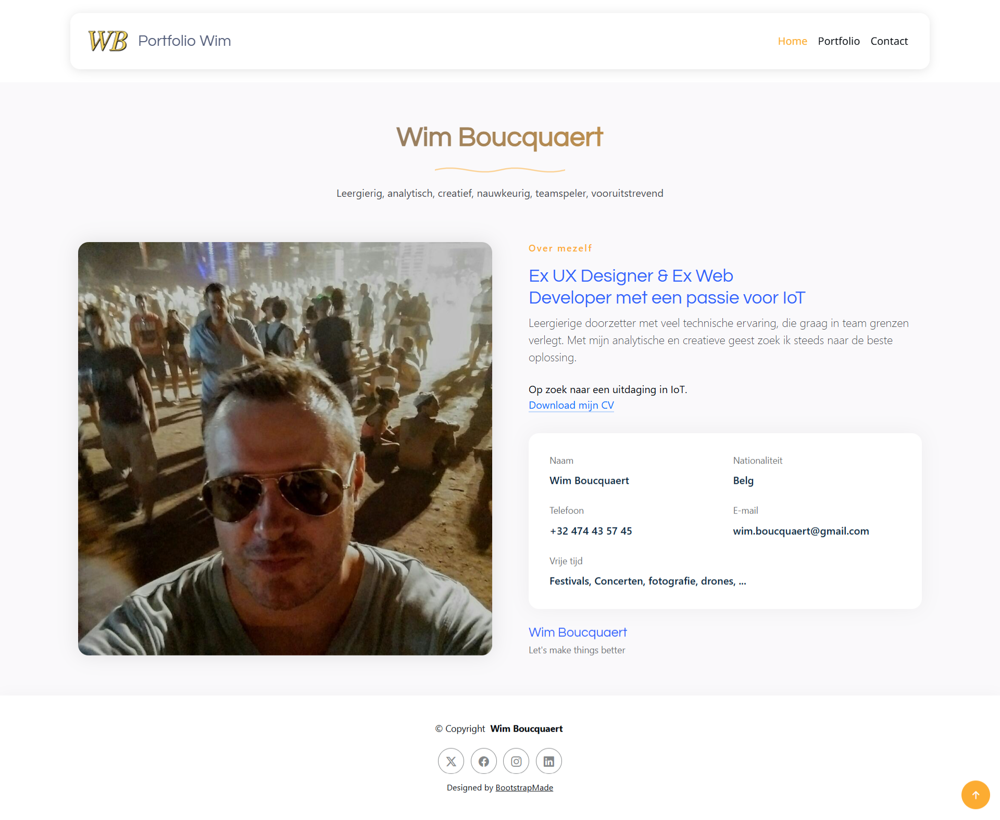 WB Portfolio Wim
Home Portfolio Contact
Wim Boucquaert
Leergierig, analytisch, creatief, nauwkeurig, teamspeler, vooruitstrevend
Over mezelf
Ex UX Designer & Ex Web
Developer met een passie voor IoT
Leergierige doorzetter met veel technische ervaring, die graag in team grenzen
verlegt. Met mijn analytische en creatieve geest zoek ik steeds naar de beste
oplossing.
Op zoek naar een uitdaging in IoT.
Download mijn CV
Naam
Wim Boucquaert
Nationaliteit
Belg
Telefoon
+32 474 43 57 45
E-mail
wim.boucquaert@gmail.com
Vrije tijd
Festivals, Concerten, fotografie, drones, ...
Wim Boucquaert
Let's make things better
© Copyright Wim Boucquaert
Designed by BootstrapMade